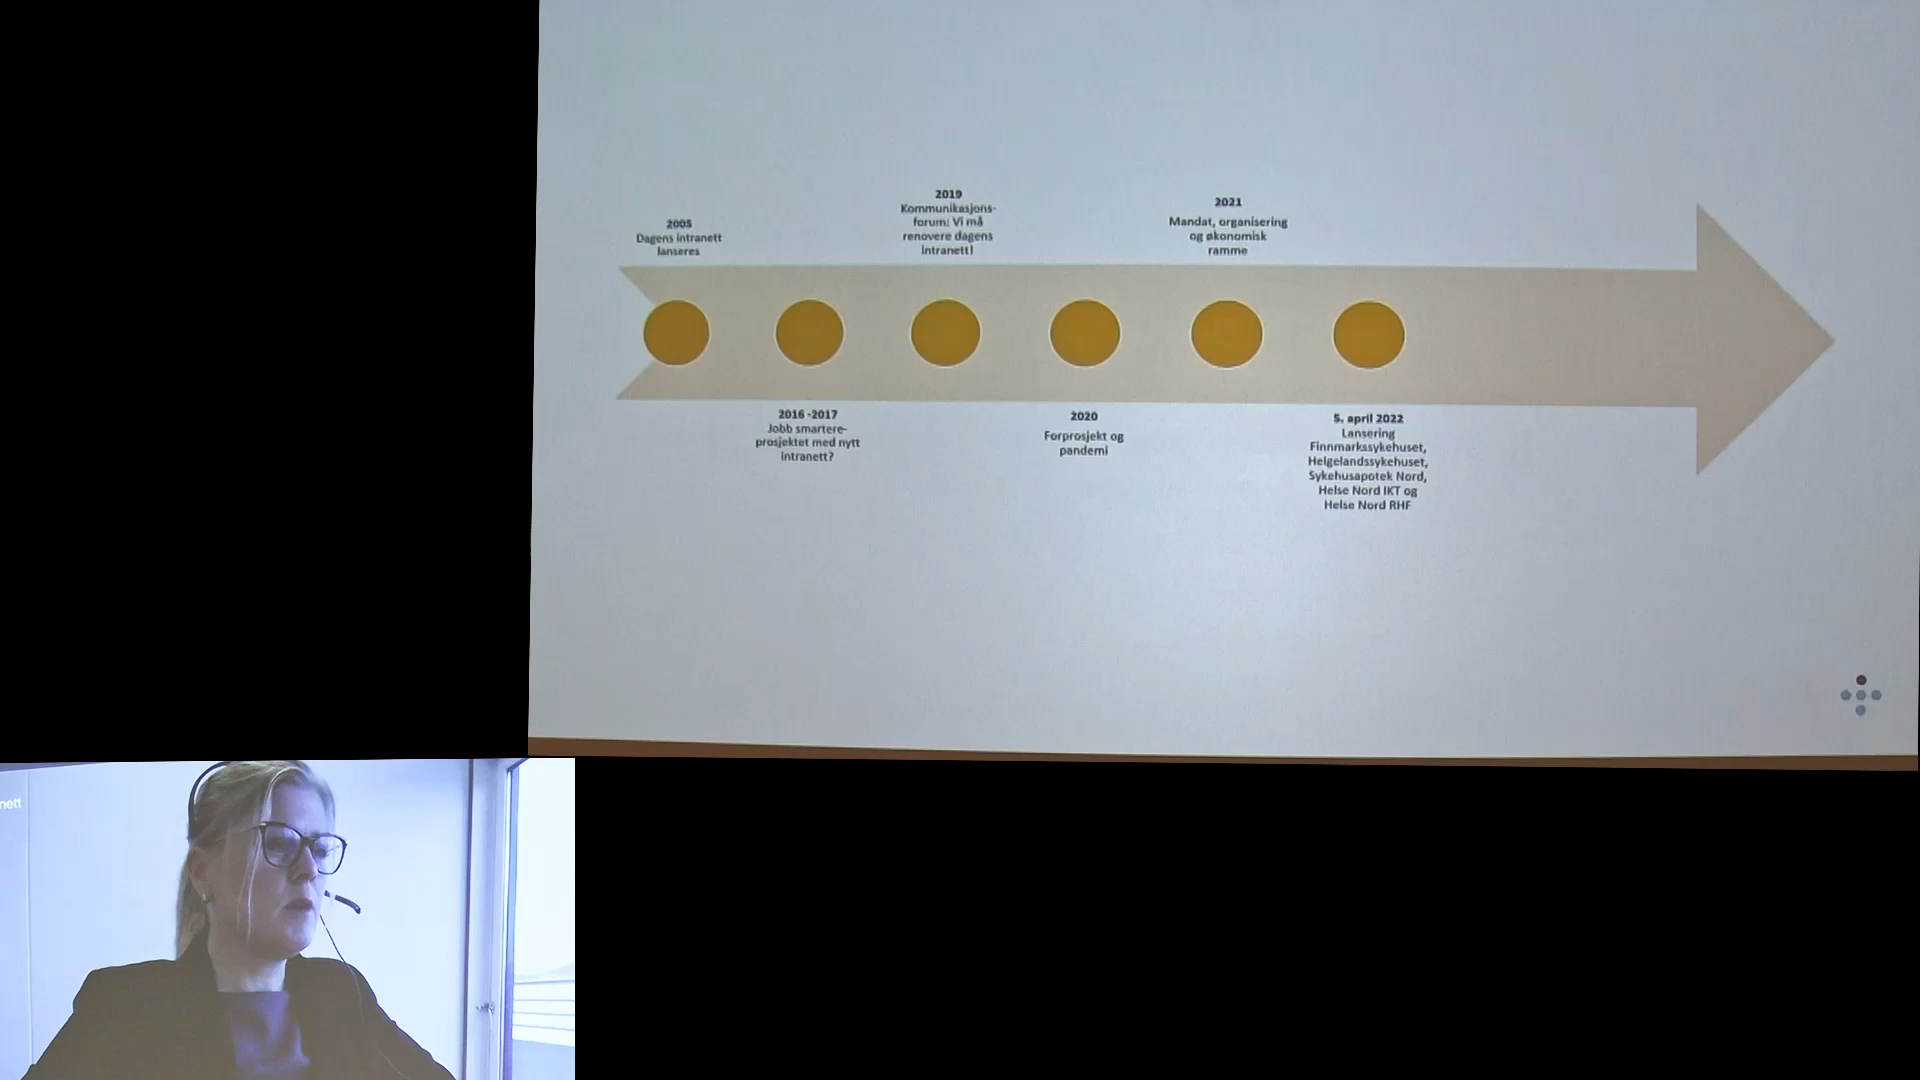 2005
Dagens intranett
lanseres
2016 -2017
Jobb smartere-
prosjektet med nytt
intranett?
2019
Kommunikasjons-
forum: Vi må
renovere dagens
intranett!
2020
Forprosjekt og
pandemi
2021
Mandat, organisering
og økonomisk
ramme
5. april 2022
Lansering
Finnmarkssykehuset,
Helgelandssykehuset,
Sykehusapotek Nord,
Helse Nord IKT og
Helse Nord RHF
nett